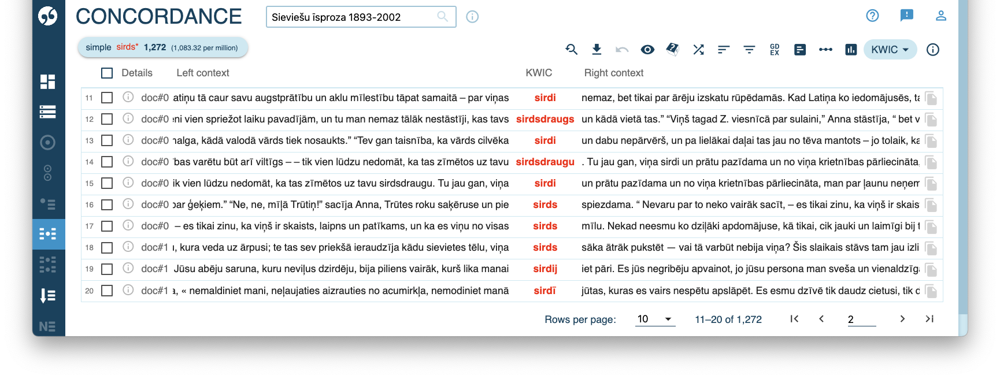 CONCORDANCE
Sieviešu īsproza 1893-2002
simple sirds* 1,272 (1,083.32 per million)
GD EX
KWIC
Details Left context KWIC Right context
11 doc#0 atiņu tā caur savu augstprātību un aklu mīlestību tāpat samaitā – par viņas sirdi nemaz, bet tikai par ārēju izskatu rūpēdamās. Kad Latiņa ko iedomājusēs, ta
12 doc#0 eni vien spriežot laiku pavadījām, un tu man nemaz tālāk nestāstīji, kas tavs sirdsdraugs un kādā vietā tas.” “Viņš tagad Z. viesnīcā par sulaini,” Anna stāstīja, “ bet v
13 doc#0 nalga, kādā valodā vārds tiek nosaukts.” “Tev gan taisnība, ka vārds cilvēka sirdi un dabu nepārvērš, un pa lielākai daļai tas jau no tēva mantots – jo tolaik, ka
14 doc#0 ības varētu būt arī viltīgs – – tik vien lūdzu nedomāt, ka tas zīmētos uz tavu sirdsdraugu . Tu jau gan, viņa sirdi un prātu pazīdama un no viņa krietnības pārliecināta,
15 doc#0 ik vien lūdzu nedomāt, ka tas zīmētos uz tavu sirdsdraugu. Tu jau gan, viņa sirdi un prātu pazīdama un no viņa krietnības pārliecināta, man par ļaunu neņem
16 doc#0 par ģeķiem.” “Ne, ne, mīļā Trūtiņ!” sacīja Anna, Trūtes roku saķēruse un pie sirds spiezdama. “ Nevaru par to neko vairāk sacīt, – es tikai zinu, ka viņš ir skais
17 doc#0 – es tikai zinu, ka viņš ir skaists, laipns un patīkams, un ka es viņu no visas sirds mīlu. Nekad neesmu ko dziļāki apdomājuse, kā tikai, cik jauki un laimīgi bij t
18 doc#1 ı, kura veda uz ārpusi; te tas sev priekšā ieraudzīja kādu sievietes tēlu, viņa sirds sāka ātrāk pukstēt — vai tā varbūt nebija viņa? Šis slaikais stāvs tam jau izli
19 doc#1 Jūsu abēju saruna, kuru neviļus dzirdēju, bija piliens vairāk, kurš lika manai sirdij iet pāri. Es jūs negribēju apvainot, jo jūsu persona man sveša un vienaldzīga
20 doc#1 a, « nemaldiniet mani, neļaujaties aizrauties no acumirkļa, nemodiniet manā sirdī jūtas, kuras es vairs nespētu apslāpēt. Es esmu dzīvē tik daudz cietusi, tik d
Rows per page: 10 11–20 of 1,272 2